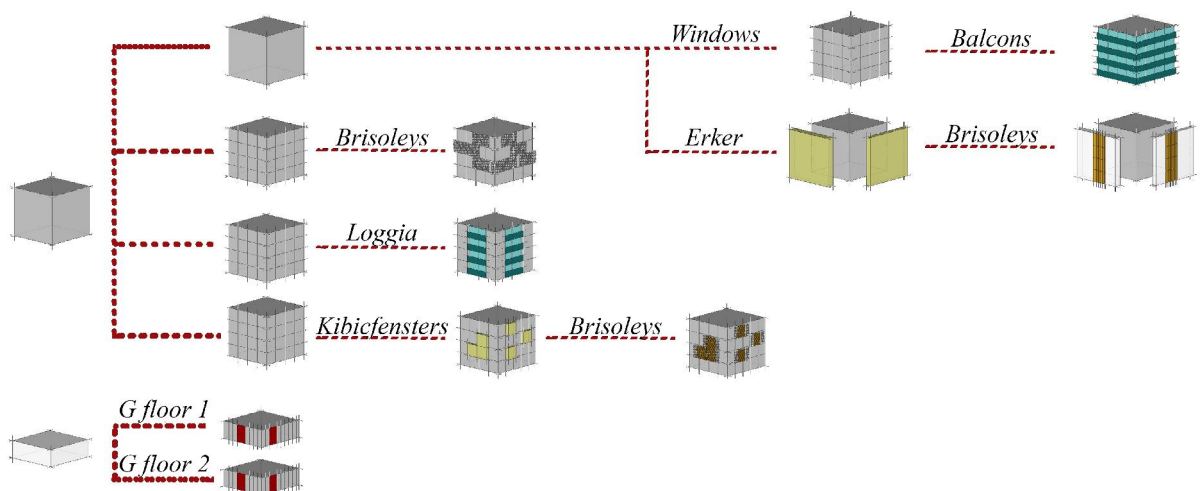 Windows
Balcons
Brisoleys
Erker
Brisoleys
Loggia
Kibicfensters
Brisoleys
G floor 1
G floor 2